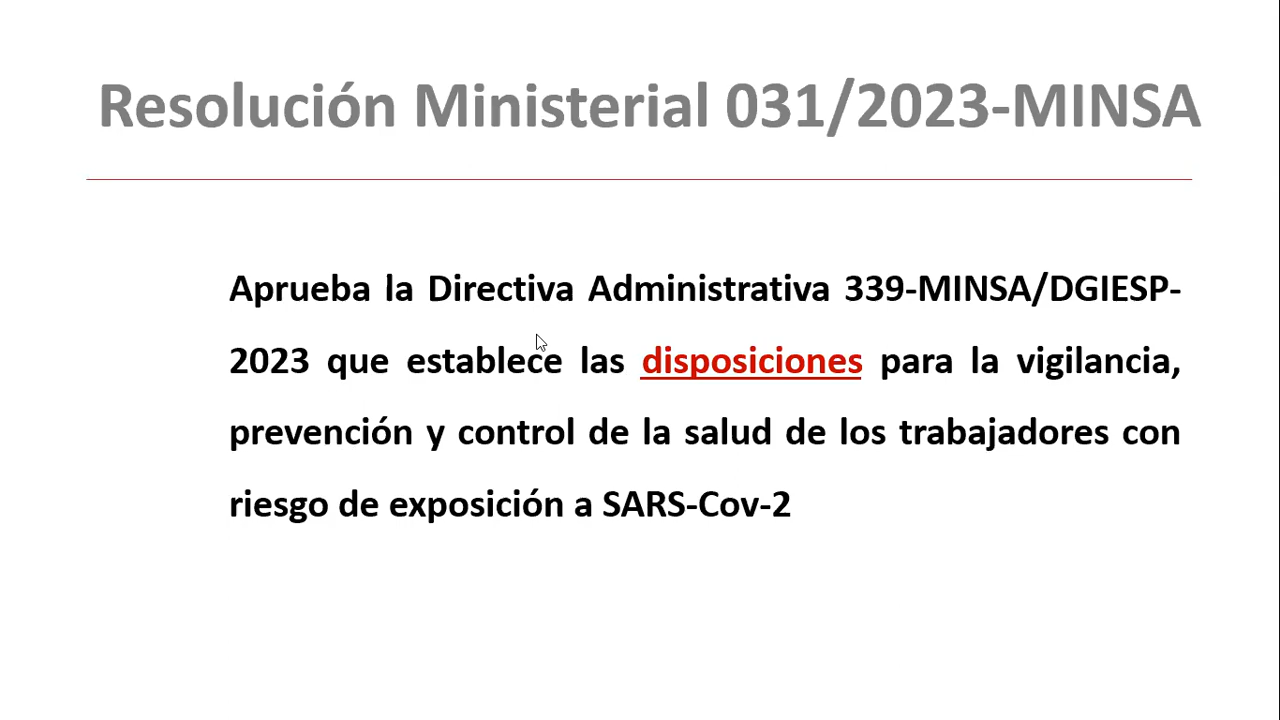 Resolución Ministerial 031/2023-MINSA
Aprueba la Directiva Administrativa 339-MINSA/DGIESP-
2023 que establece las disposiciones para la vigilancia,
prevención y control de la salud de los trabajadores con
riesgo de exposición a SARS-Cov-2